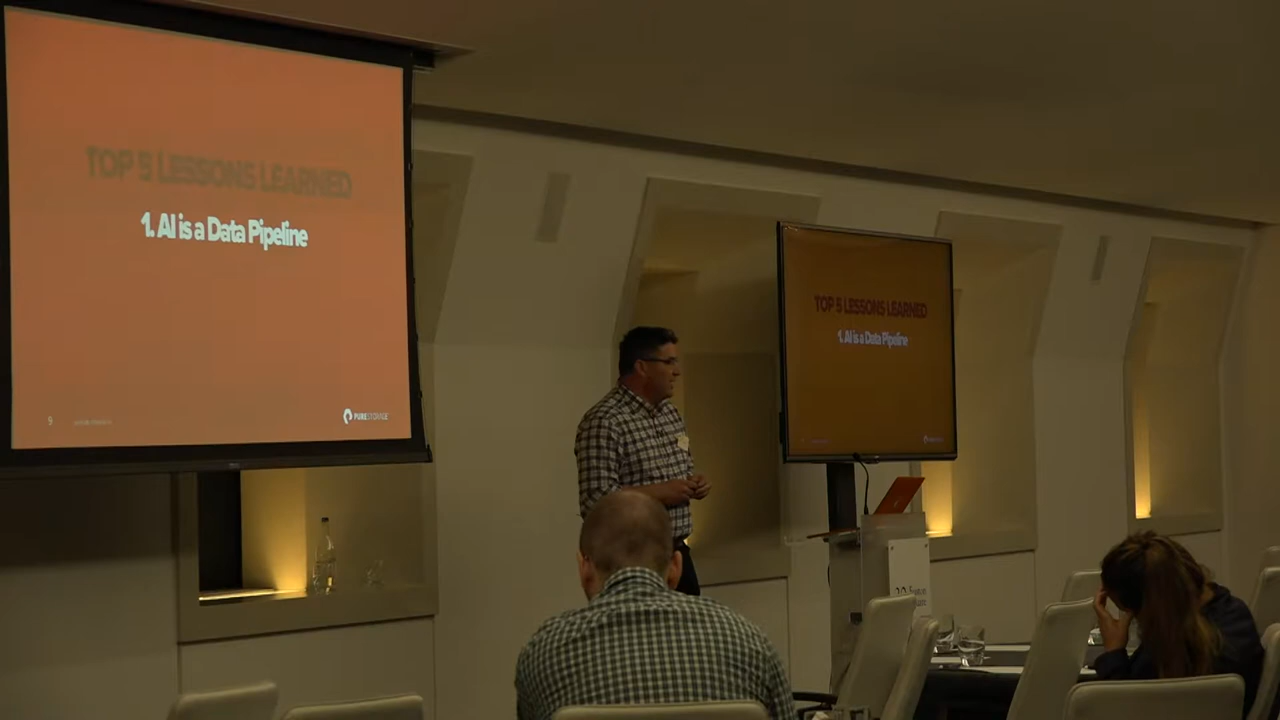 TOP 5 LESSONS LEARNED
1. AI is a Data Pipeline
9
PURESTORAGE
TOP 5 LESSONS LEARNED
1. AI is a Data Pipeline